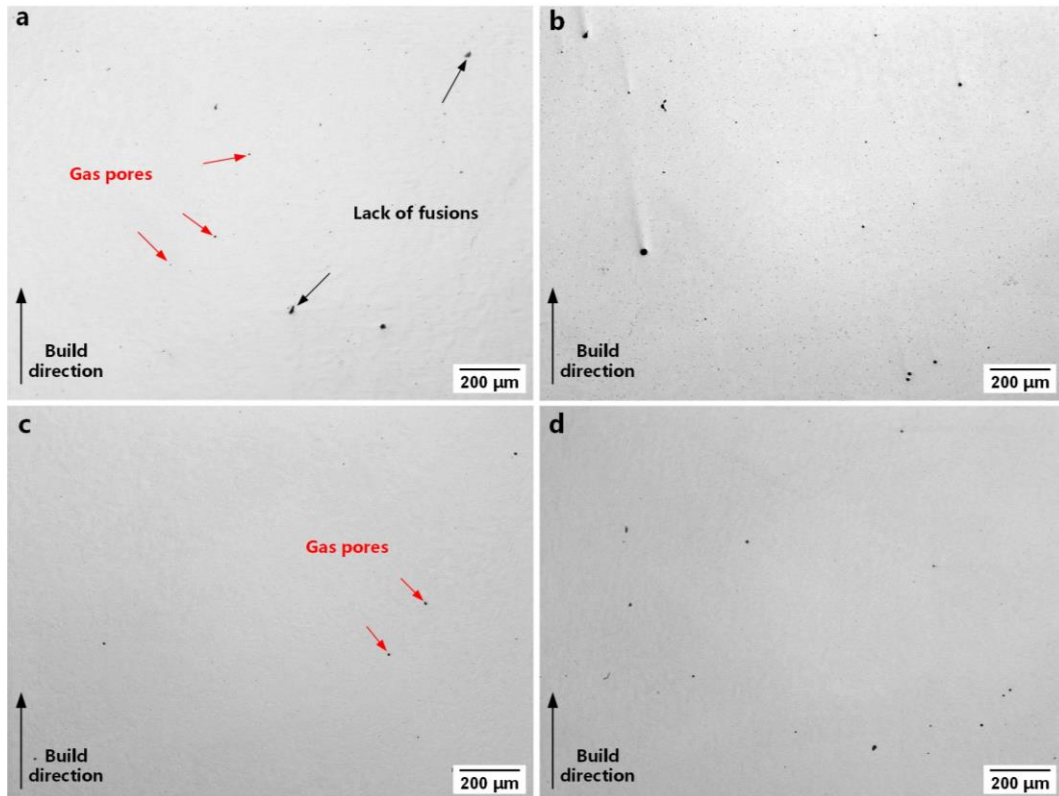 a
Gas pores
Lack of fusions
Build
direction
200 μm
b
Build
direction
200 μm
c
Gas pores
Build
direction
200 μm
d
Build
direction
200 μm